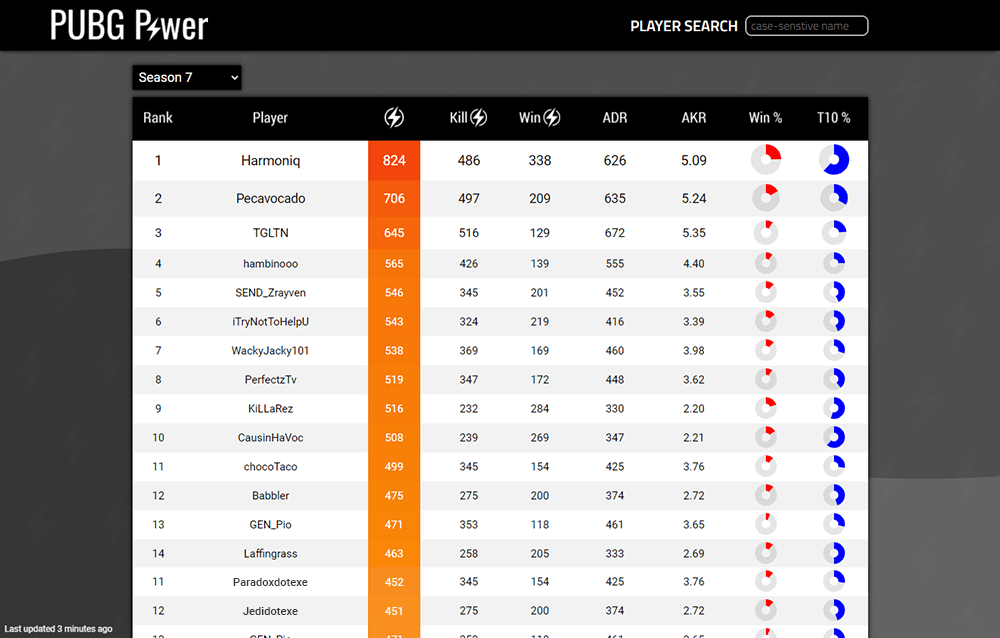 PUBG Power
PLAYER SEARCH case-senstive name
Season 7
Rank Player Kill Win ADR AKR Win % T10 %
1 Harmoniq 824 486 338 626 5.09
2 Pecavocado 706 497 209 635 5.24
3 TGLTN 645 516 129 672 5.35
4 hambinooo 565 426 139 555 4.40
5 SEND_Zrayven 546 345 201 452 3.55
6 iTryNotToHelpU 543 324 219 416 3.39
7 WackyJacky101 538 369 169 460 3.98
8 PerfectzTv 519 347 172 448 3.62
9 KiLLaRez 516 232 284 330 2.20
10 CausinHaVoc 508 239 269 347 2.21
11 chocoTaco 499 345 154 425 3.76
12 Babbler 475 275 200 374 2.72
13 GEN_Pio 471 353 118 461 3.65
14 Laffingrass 463 258 205 333 2.69
11 Paradoxdotexe 452 345 154 425 3.76
12 Jedidotexe 451 275 200 374 2.72
Last updated 3 minutes ago